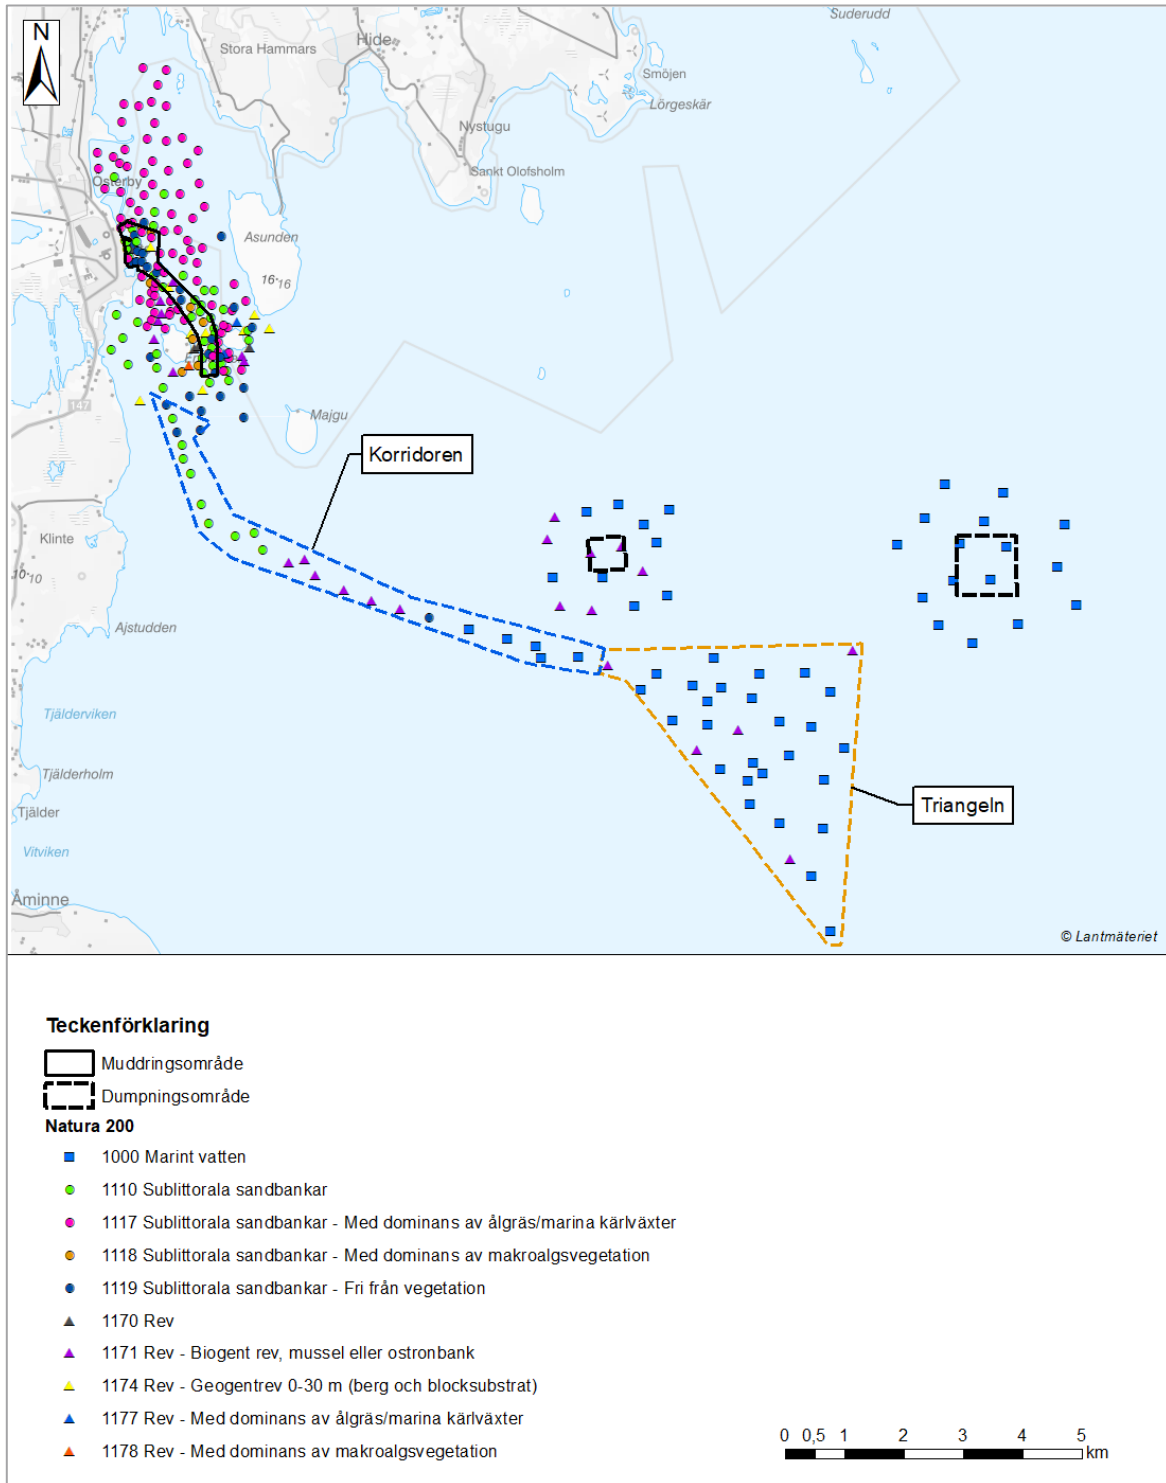 Suderudd
N
Stora Hammars
Hide
Smöjen
Lörgeskär
Nystugu
Sankt Olofsholm
Österby
Asunden
16·16
147
Majgu
Korridoren
Klinte
10·10
Ajstudden
Tjälderviken
Tjälderholm
Tjälder
Triangeln
Vitviken
Åminne
© Lantmäteriet
Teckenförklaring
Muddringsområde
Dumpningsområde
Natura 200
1000 Marint vatten
1110 Sublittorala sandbankar
1117 Sublittorala sandbankar - Med dominans av ålgräs/marina kärlväxter
1118 Sublittorala sandbankar - Med dominans av makroalgsvegetation
1119 Sublittorala sandbankar - Fri från vegetation
1170 Rev
1171 Rev - Biogent rev, mussel eller ostronbank
1174 Rev - Geogentrev 0-30 m (berg och blocksubstrat)
1177 Rev - Med dominans av ålgräs/marina kärlväxter
1178 Rev - Med dominans av makroalgsvegetation
0 0,5 1 2 3 4 5
km